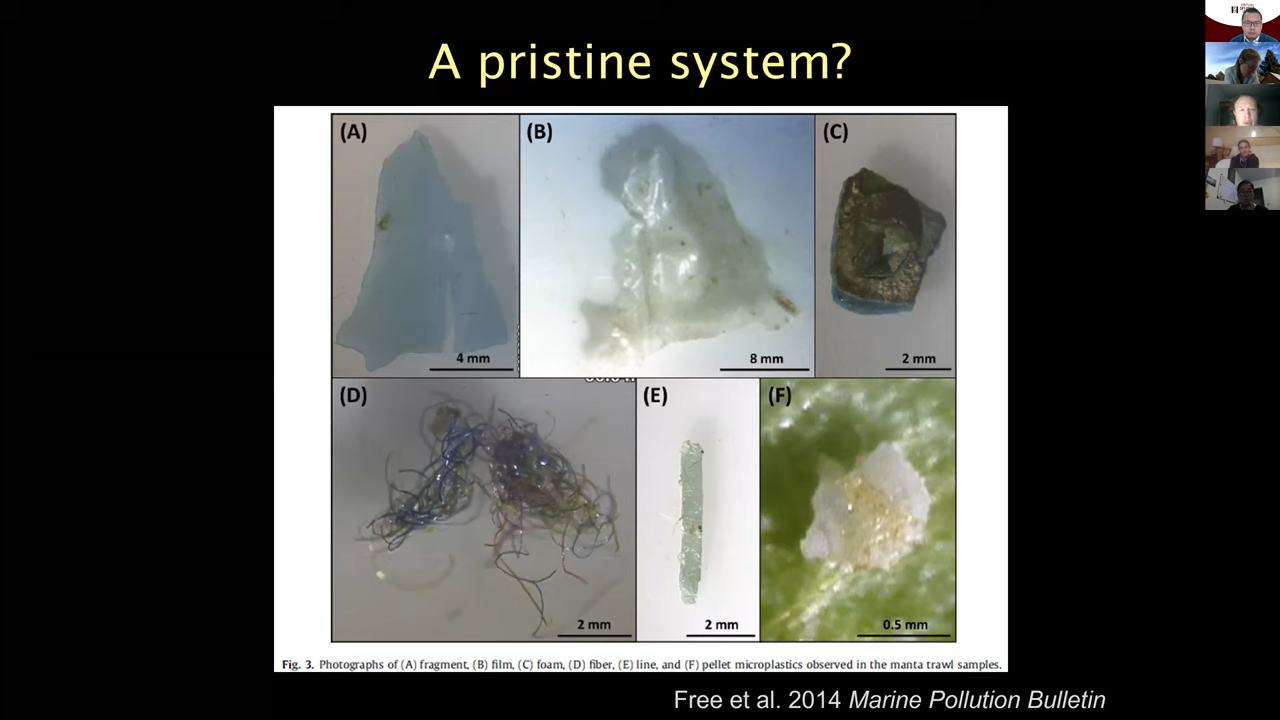 A pristine system?
(A)
(B)
(C)
4 mm
8 mm
2 mm
(D)
(E)
(F)
2 mm
2 mm
0.5 mm
Fig. 3. Photographs of (A) fragment, (B) film, (C) foam, (D) fiber, (E) line, and (F) pellet microplastics observed in the manta trawl samples.
Free et al. 2014 Marine Pollution Bulletin